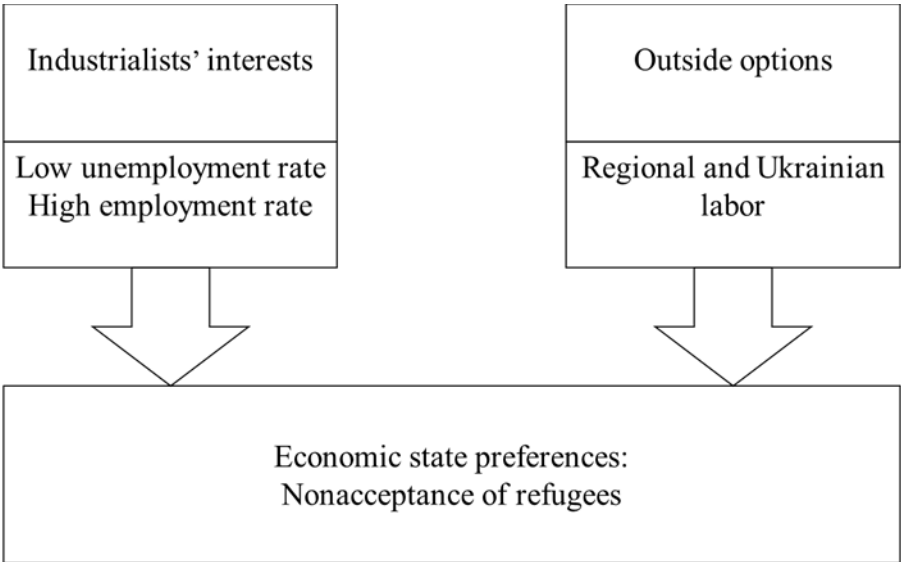 Industrialists’ interests
Low unemployment rate
High employment rate
Outside options
Regional and Ukrainian
labor
Economic state preferences:
Nonacceptance of refugees